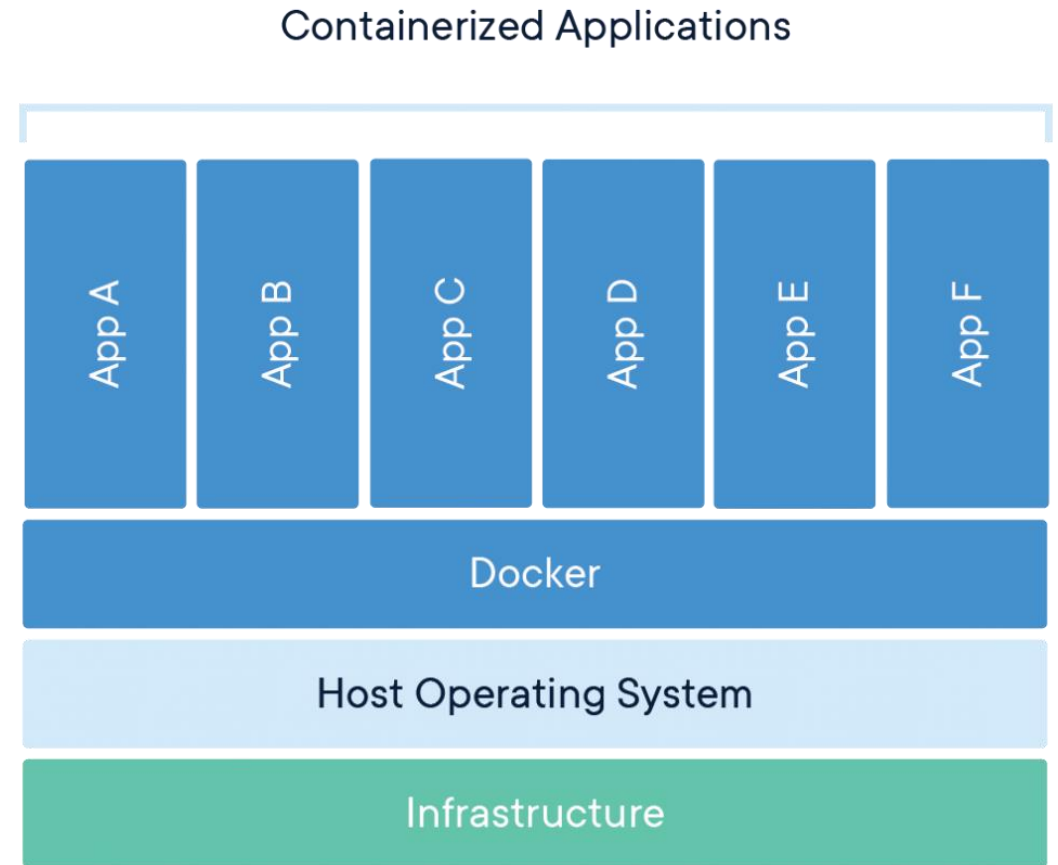 Containerized Applications
App A
App B
App C
App D
App E
App F
Docker
Host Operating System
Infrastructure